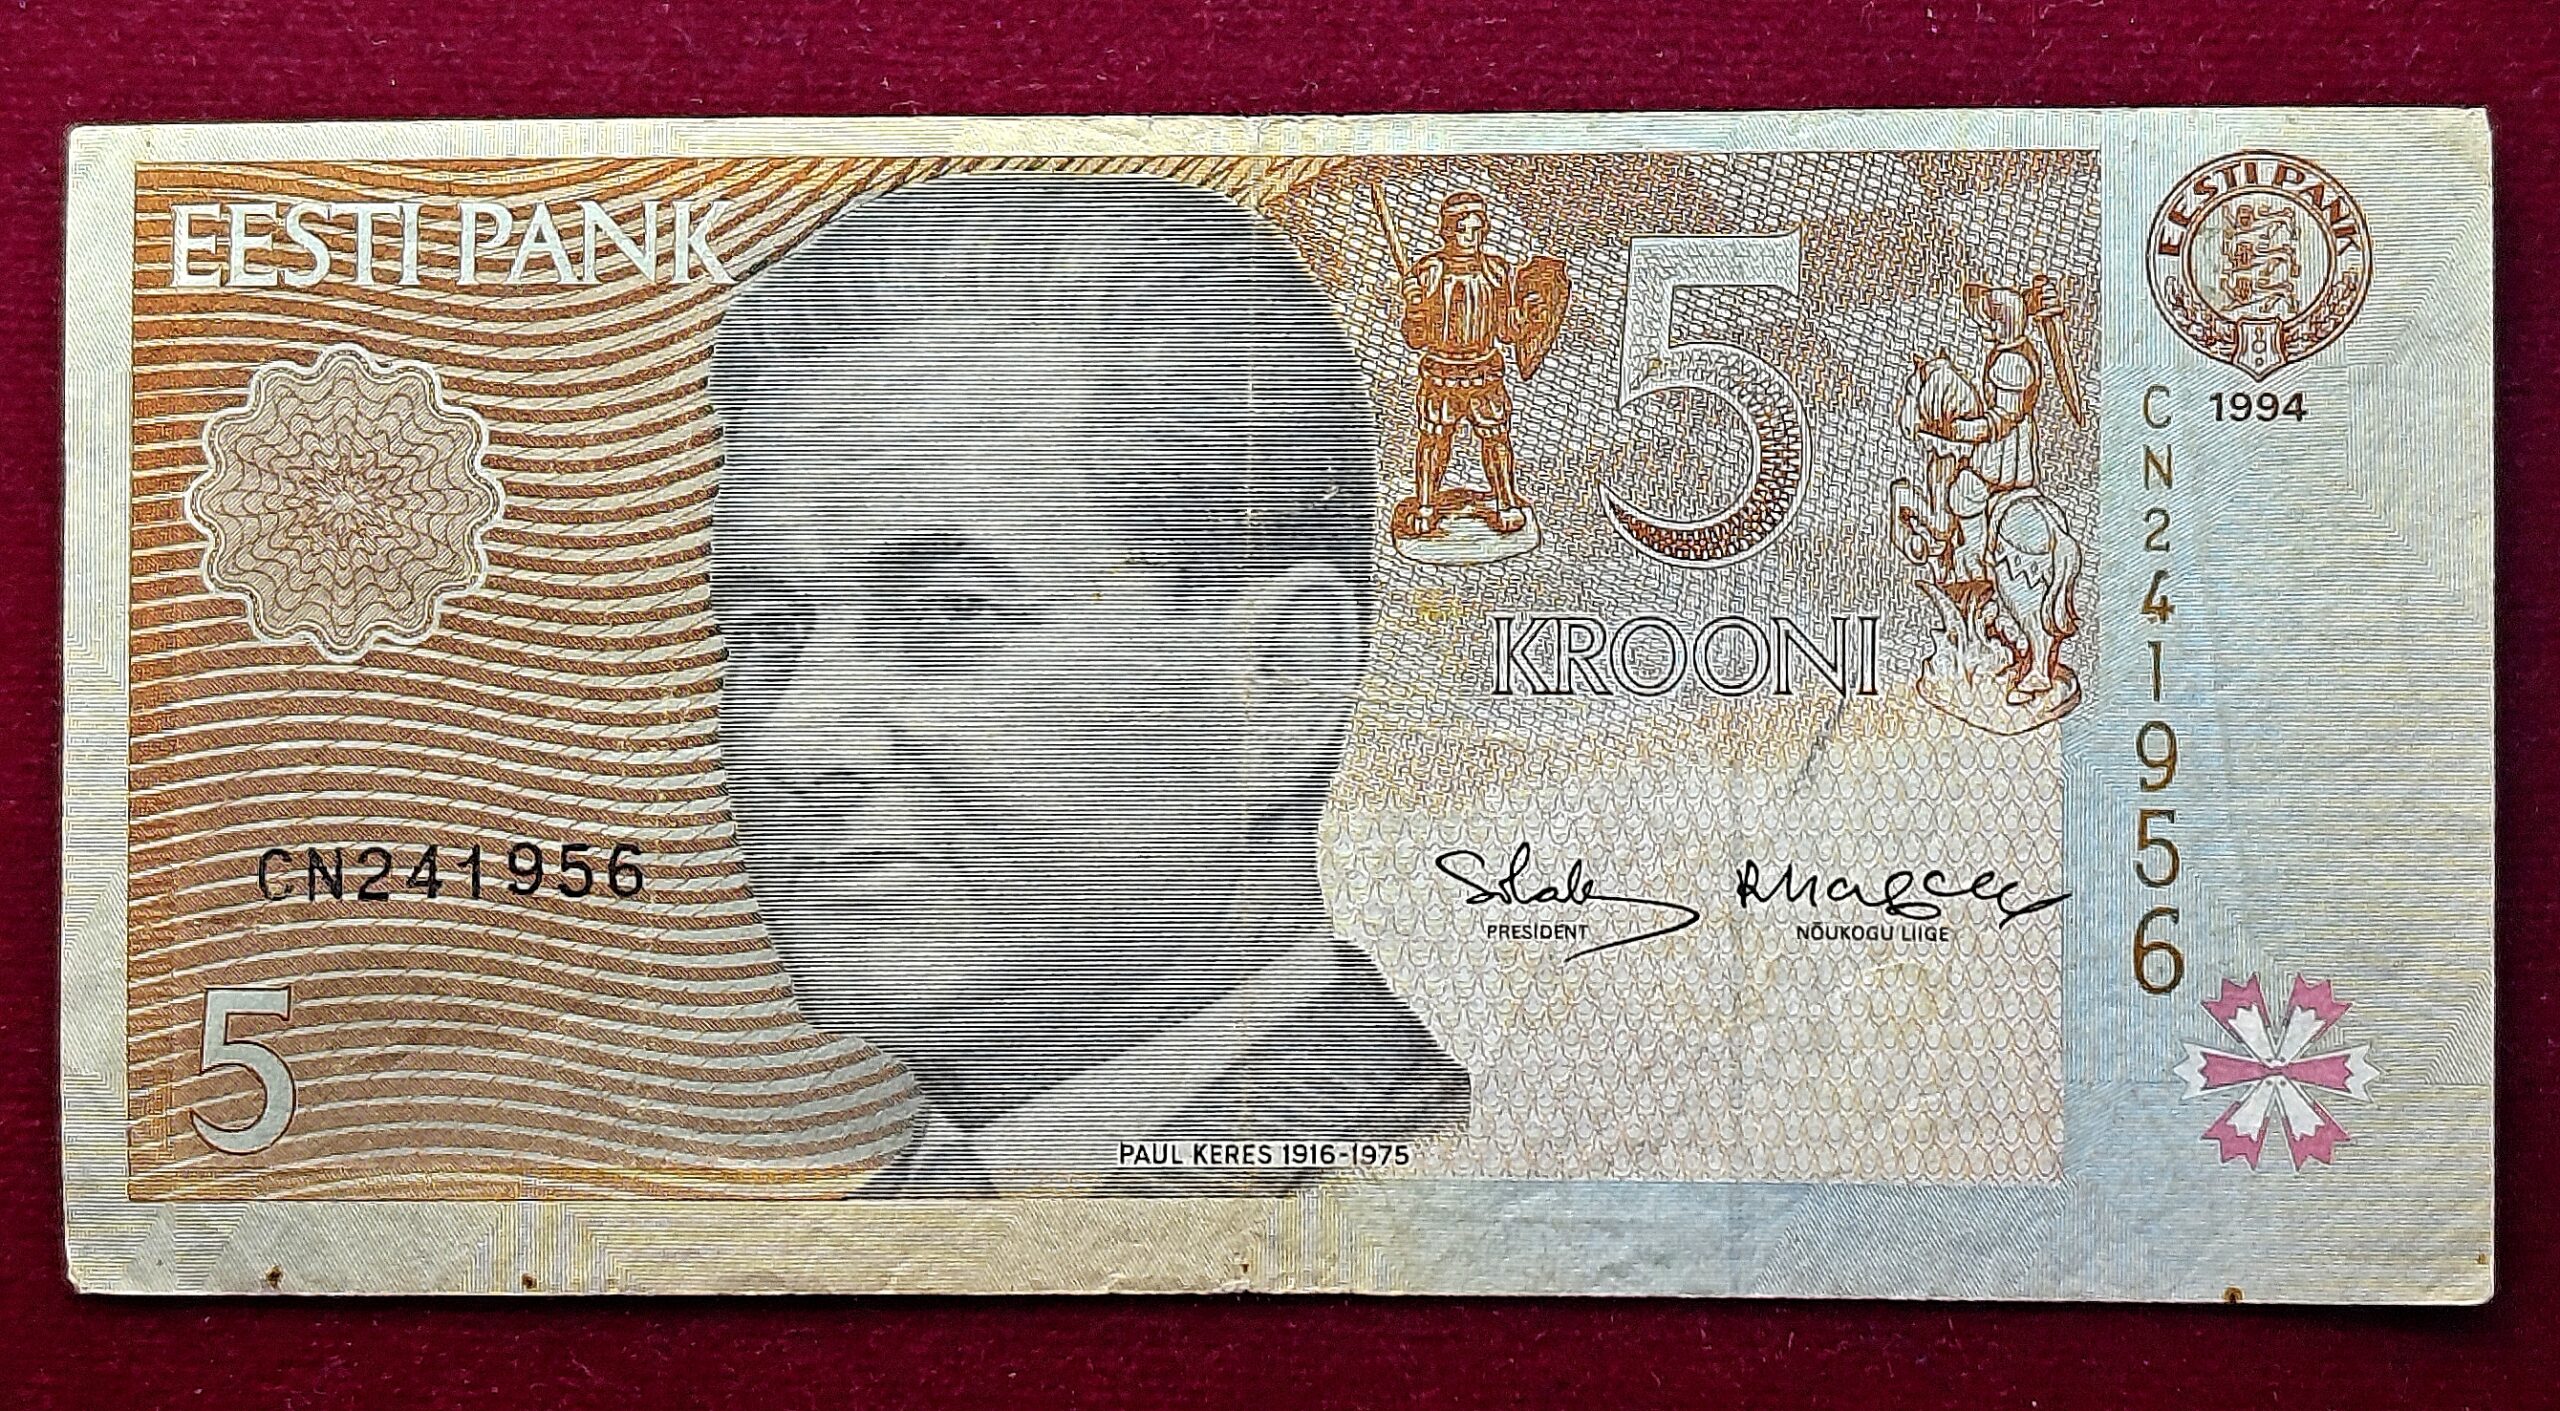 EESTI PANK
5
KROONI
EESTI PANK
1994
CN241956
CN241956
PRESIDENT
NÕUKOGU LIIGE
5
PAUL KERES 1916-1975